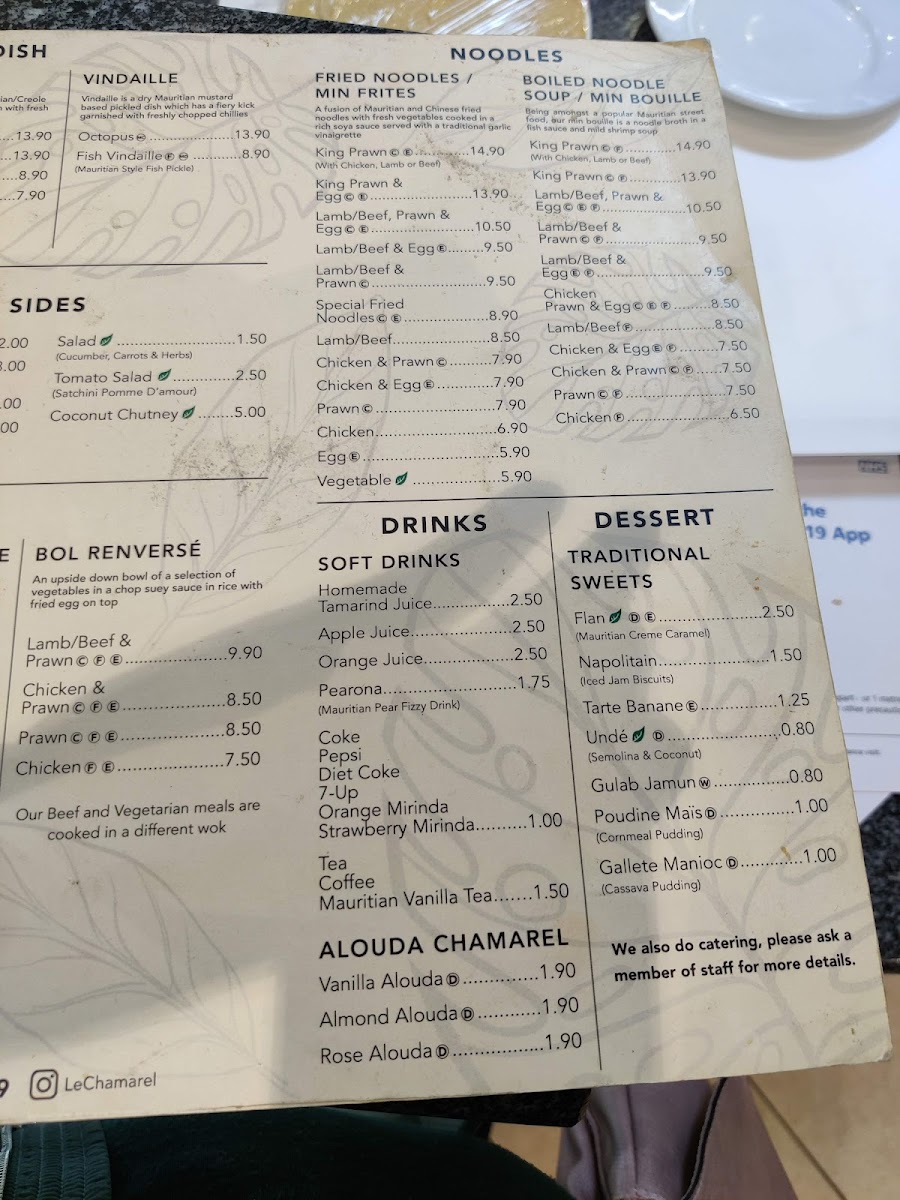 DISH
ian/Creole
with fresh
....13.90
....13.90
....8.90
....7.90
VINDAILLE
Vindaille is a dry Mauritian mustard
based pickled dish which has a fiery kick
garnished with freshly chopped chillies
Octopus ..................13.90
Fish Vindaille Ⓕ ..........8.90
(Mauritian Style Fish Pickle)
SIDES
2.00
3.00
.00
00
Salad ..................1.50
(Cucumber, Carrots & Herbs)
Tomato Salad .............2.50
(Satchini Pomme D'amour)
Coconut Chutney ........5.00
E
BOL RENVERSÉ
An upside down bowl of a selection of
vegetables in a chop suey sauce in rice with
fried egg on top
Lamb/Beef &
Prawn Ⓒ Ⓕ Ⓔ ..................9.90
Chicken &
Prawn Ⓒ Ⓕ Ⓔ ..................8.50
Prawn Ⓒ Ⓕ Ⓔ ..................8.50
Chicken Ⓕ Ⓔ ..................7.50
Our Beef and Vegetarian meals are
cooked in a different wok
9 LeChamarel
NOODLES
FRIED NOODLES /
MIN FRITES
A fusion of Mauritian and Chinese fried
noodles with fresh vegetables cooked in a
rich soya sauce served with a traditional garlic
vinaigrette
King Prawn Ⓒ Ⓔ ............14.90
(With Chicken, Lamb or Beef)
King Prawn &
Egg Ⓒ Ⓔ ....................13.90
Lamb/Beef, Prawn &
Egg Ⓒ Ⓔ ....................10.50
Lamb/Beef & Egg Ⓔ ........9.50
Lamb/Beef &
Prawn Ⓒ ....................9.50
Special Fried
Noodles Ⓒ Ⓔ ................8.90
Lamb/Beef..................8.50
Chicken & Prawn Ⓒ ........7.90
Chicken & Egg Ⓔ ............7.90
Prawn Ⓒ ....................7.90
Chicken....................6.90
Egg Ⓔ ......................5.90
Vegetable ..................5.90
BOILED NOODLE
SOUP / MIN BOUILLE
Being amongst a popular Mauritian street
food, our min bouille is a noodle broth in a
fish sauce and mild shrimp soup
King Prawn Ⓒ Ⓕ ............14.90
(With Chicken, Lamb or Beef)
King Prawn Ⓒ Ⓕ ............13.90
Lamb/Beef, Prawn &
Egg Ⓒ Ⓔ Ⓕ ..................10.50
Lamb/Beef &
Prawn Ⓒ Ⓕ ..................9.50
Lamb/Beef &
Egg Ⓔ Ⓕ ....................9.50
Chicken
Prawn & Egg Ⓒ Ⓔ Ⓕ ........8.50
Lamb/Beef Ⓕ ................8.50
Chicken & Egg Ⓔ Ⓕ ........7.50
Chicken & Prawn Ⓒ Ⓕ ......7.50
Prawn Ⓒ Ⓕ ..................7.50
Chicken Ⓕ ..................6.50
DRINKS
SOFT DRINKS
Homemade
Tamarind Juice..............2.50
Apple Juice..................2.50
Orange Juice................2.50
Pearona......................1.75
(Mauritian Pear Fizzy Drink)
Coke
Pepsi
Diet Coke
7-Up
Orange Mirinda
Strawberry Mirinda..........1.00
Tea
Coffee
Mauritian Vanilla Tea.......1.50
ALOUDA CHAMAREL
Vanilla Alouda Ⓓ ............1.90
Almond Alouda Ⓓ ............1.90
Rose Alouda Ⓓ ..............1.90
DESSERT
TRADITIONAL
SWEETS
Flan Ⓓ Ⓔ ..................2.50
(Mauritian Creme Caramel)
Napolitain..................1.50
(Iced Jam Biscuits)
Tarte Banane Ⓔ ............1.25
Undé Ⓓ ....................0.80
(Semolina & Coconut)
Gulab Jamun Ⓦ ............0.80
Poudine Maïs Ⓓ ............1.00
(Cornmeal Pudding)
Gallete Manioc Ⓓ ..........1.00
(Cassava Pudding)
We also do catering, please ask a
member of staff for more details.
NHS
he
19 App